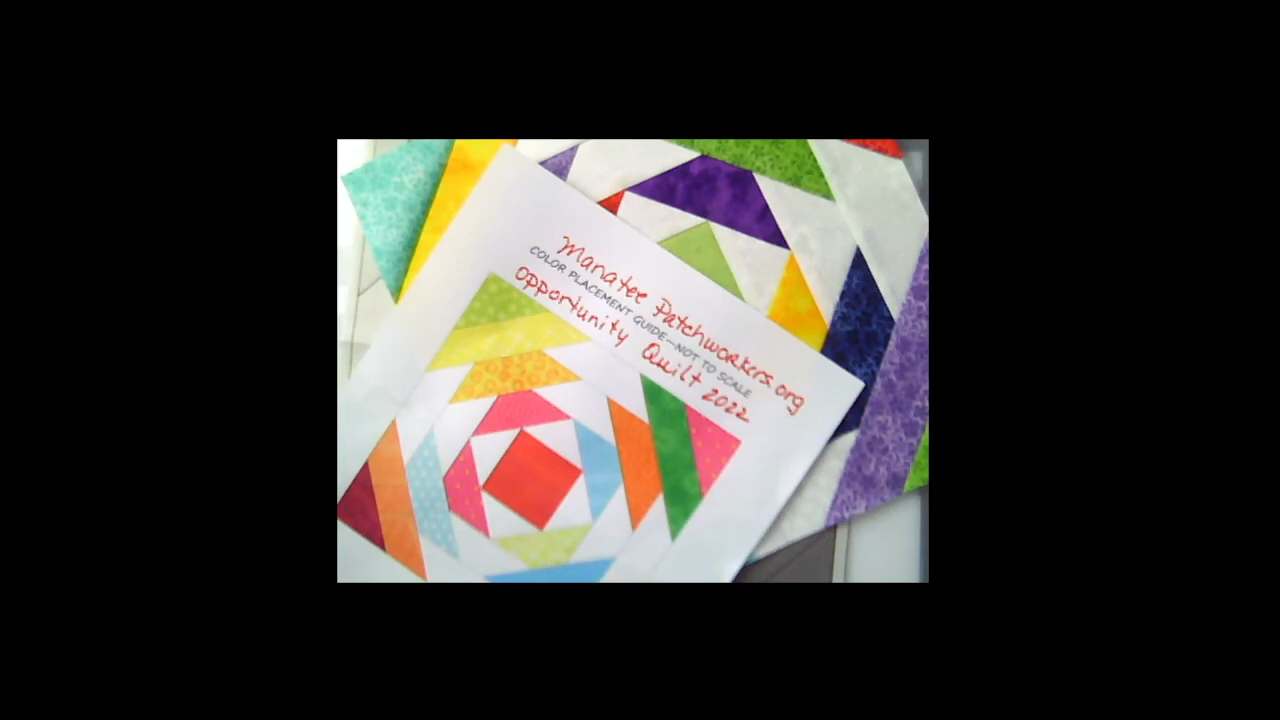 Manatee Patchworkers.org
COLOR PLACEMENT GUIDE—NOT TO SCALE
Opportunity Quilt 2022